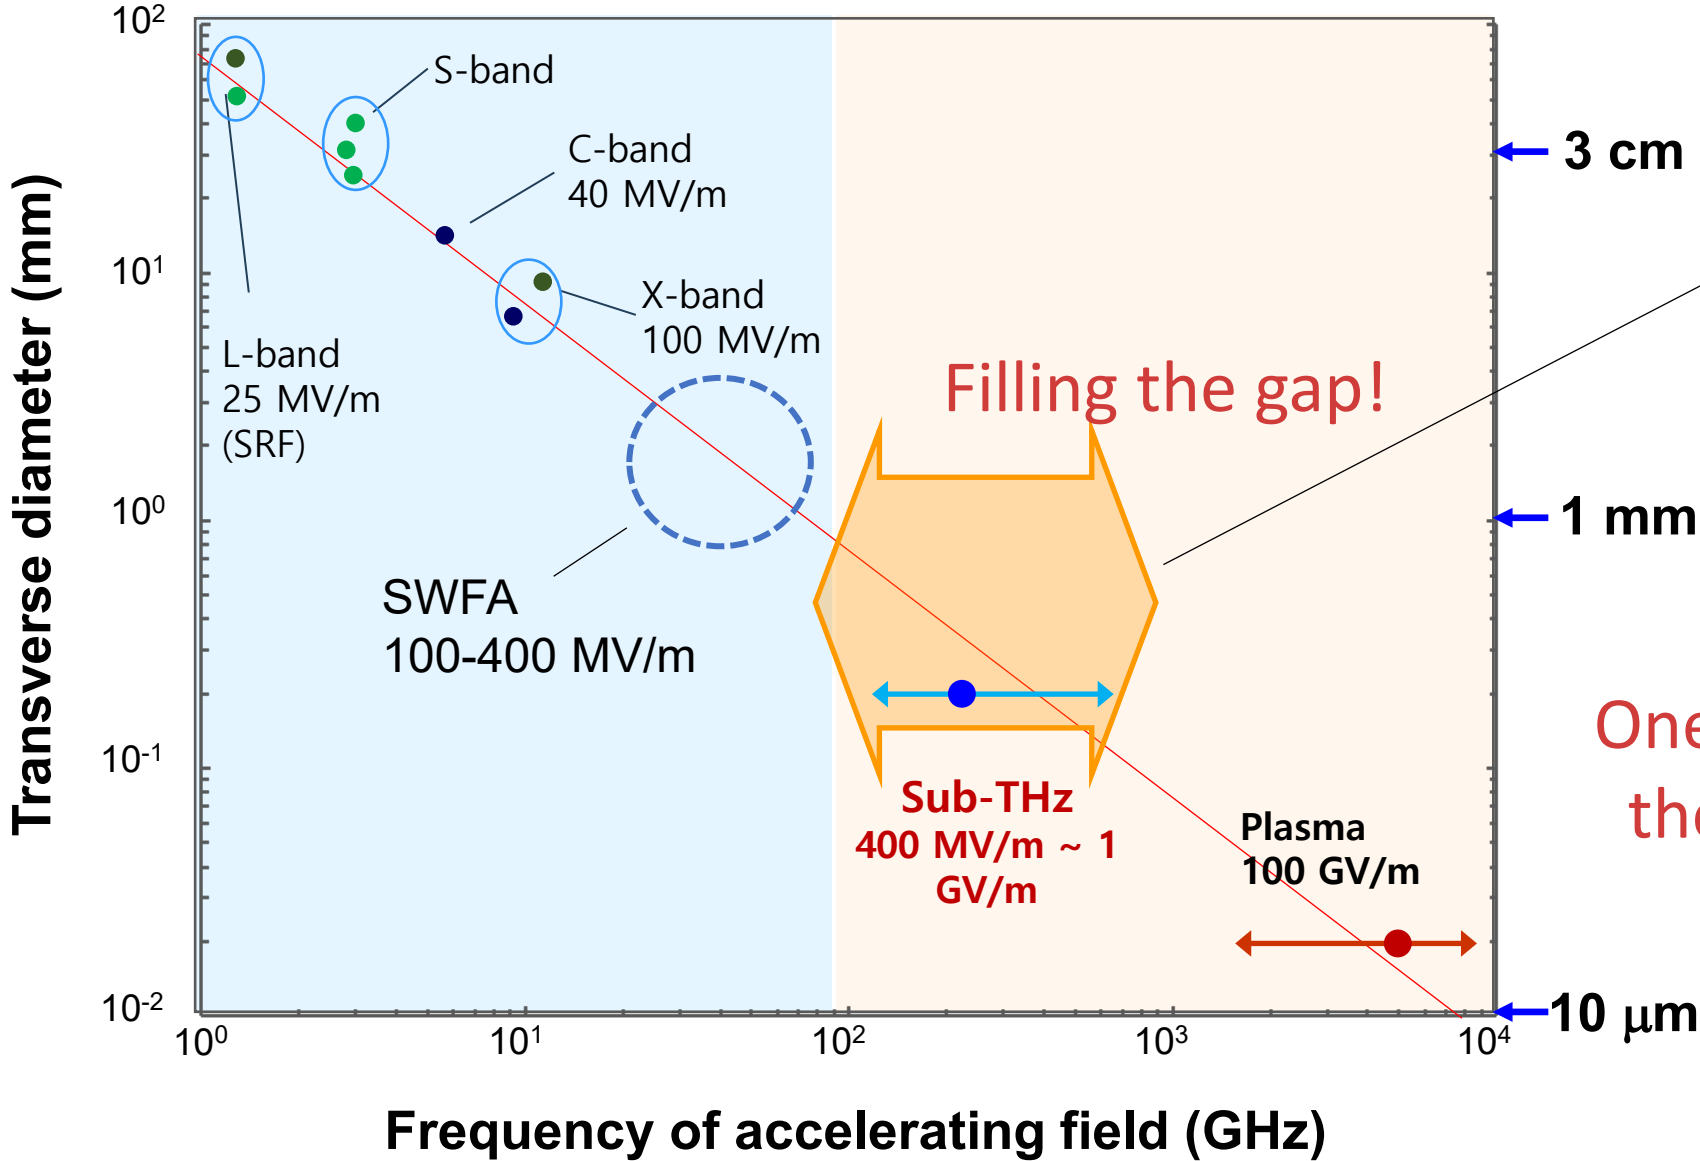 10²
S-band
C-band
40 MV/m
3 cm
10¹
X-band
100 MV/m
L-band
25 MV/m
(SRF)
Filling the gap!
Transverse diameter (mm)
10⁰
1 mm
SWFA
100-400 MV/m
One
the
10⁻¹
Sub-THz
400 MV/m ~ 1
GV/m
Plasma
100 GV/m
10⁻²
10 μm
10⁰ 10¹ 10² 10³ 10⁴
Frequency of accelerating field (GHz)